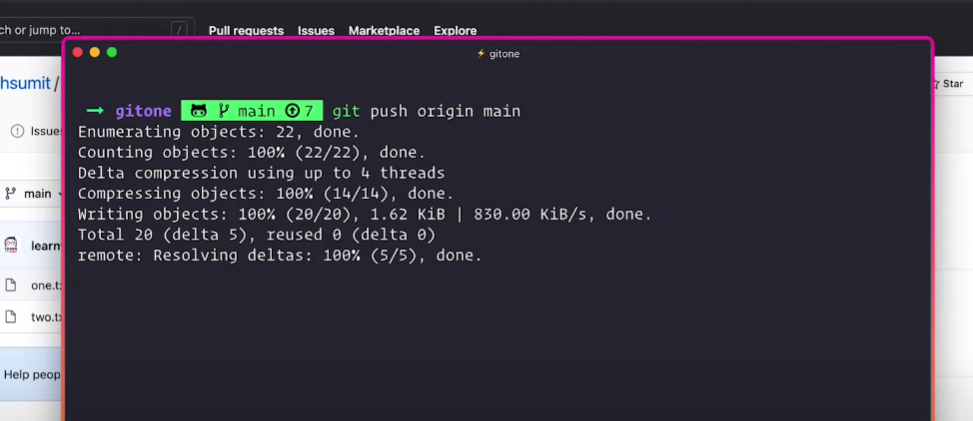 ch or jump to... / Pull requests Issues Marketplace Explore
⚡ gitone
hsumit /
Star
Issues
→ gitone main 7 git push origin main
Enumerating objects: 22, done.
Counting objects: 100% (22/22), done.
Delta compression using up to 4 threads
Compressing objects: 100% (14/14), done.
Writing objects: 100% (20/20), 1.62 KiB | 830.00 KiB/s, done.
Total 20 (delta 5), reused 0 (delta 0)
remote: Resolving deltas: 100% (5/5), done.
main
learn
one.t
two.t
Help peop